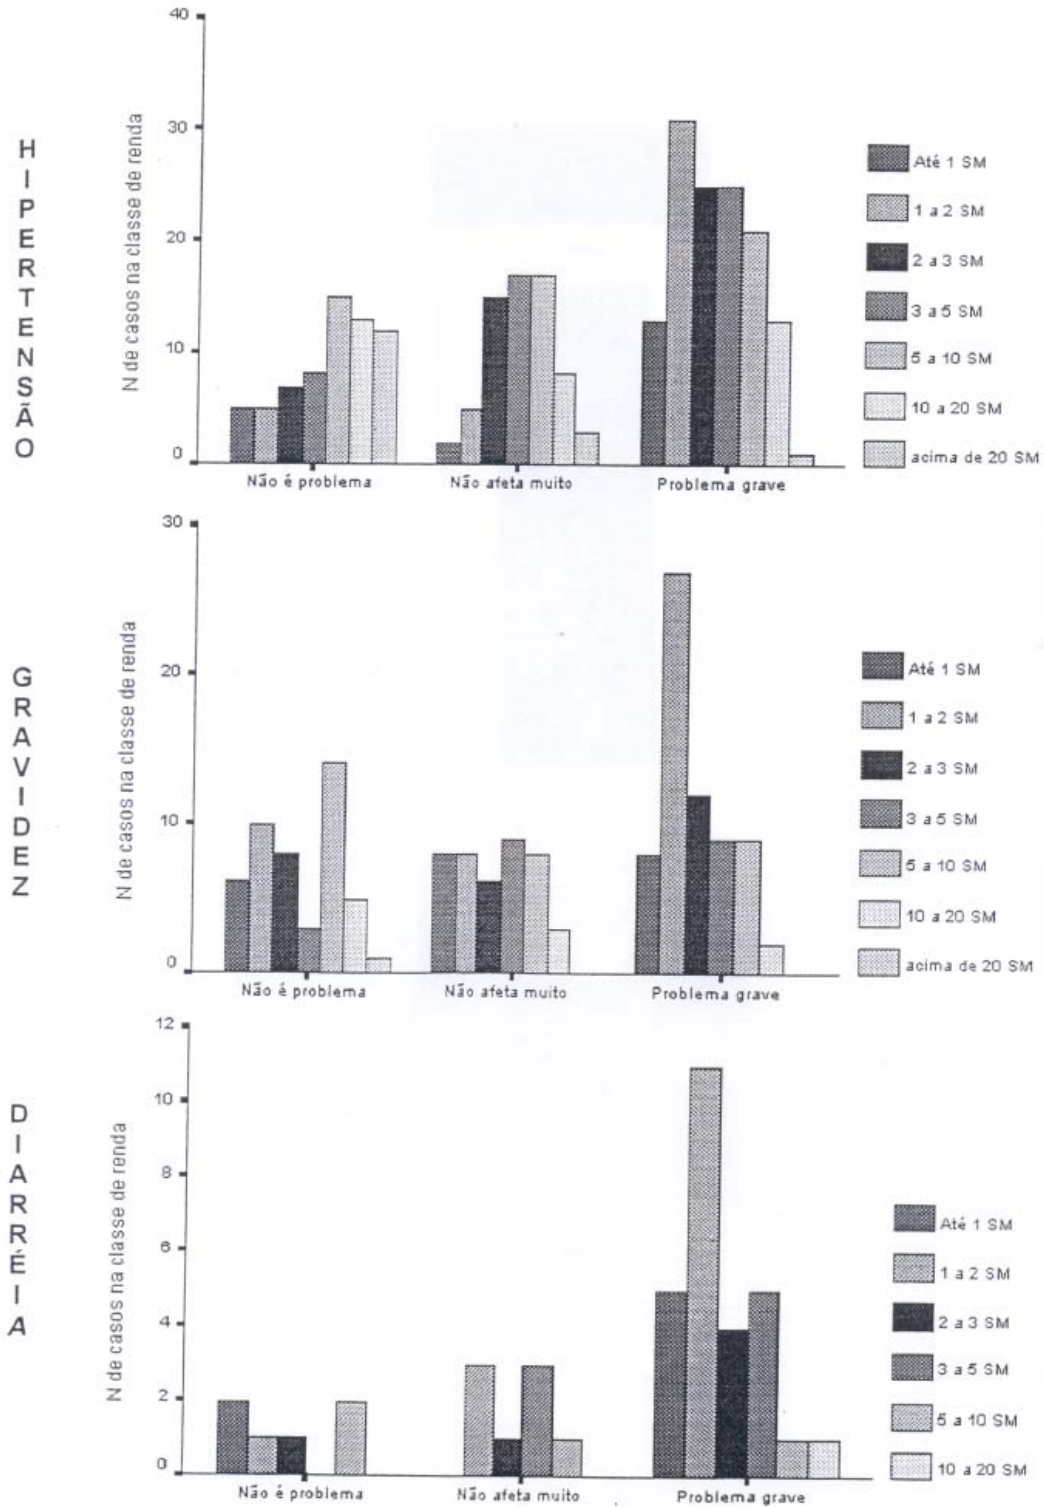 HIPERTENSÃO
N de casos na classe de renda
40
30
20
10
0
Não é problema
Não afeta muito
Problema grave
Até 1 SM
1 a 2 SM
2 a 3 SM
3 a 5 SM
5 a 10 SM
10 a 20 SM
acima de 20 SM
GRAVIDEZ
N de casos na classe de renda
30
20
10
0
Não é problema
Não afeta muito
Problema grave
Até 1 SM
1 a 2 SM
2 a 3 SM
3 a 5 SM
5 a 10 SM
10 a 20 SM
acima de 20 SM
DIARRÉIA
N de casos na classe de renda
12
10
8
6
4
2
0
Não é problema
Não afeta muito
Problema grave
Até 1 SM
1 a 2 SM
2 a 3 SM
3 a 5 SM
5 a 10 SM
10 a 20 SM